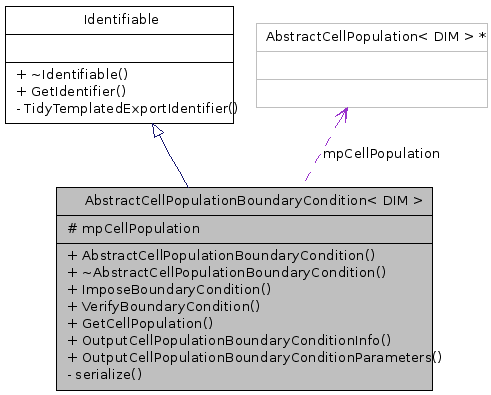 Identifiable
+ ~Identifiable()
+ GetIdentifier()
- TidyTemplatedExportIdentifier()
AbstractCellPopulation< DIM > *
mpCellPopulation
AbstractCellPopulationBoundaryCondition< DIM >
# mpCellPopulation
+ AbstractCellPopulationBoundaryCondition()
+ ~AbstractCellPopulationBoundaryCondition()
+ ImposeBoundaryCondition()
+ VerifyBoundaryCondition()
+ GetCellPopulation()
+ OutputCellPopulationBoundaryConditionInfo()
+ OutputCellPopulationBoundaryConditionParameters()
- serialize()